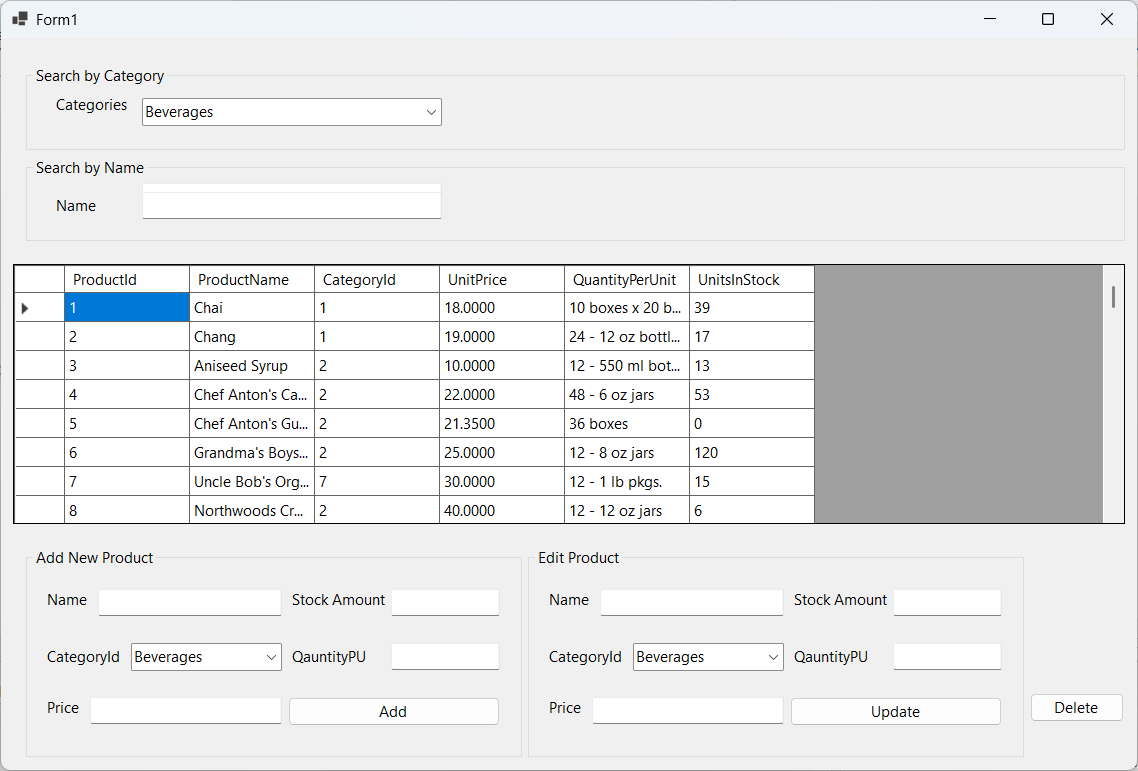 Form1
Search by Category
Categories Beverages
Search by Name
Name
ProductId ProductName CategoryId UnitPrice QuantityPerUnit UnitsInStock
1 Chai 1 18.0000 10 boxes x 20 b... 39
2 Chang 1 19.0000 24 - 12 oz bottl... 17
3 Aniseed Syrup 2 10.0000 12 - 550 ml bot... 13
4 Chef Anton's Ca... 2 22.0000 48 - 6 oz jars 53
5 Chef Anton's Gu... 2 21.3500 36 boxes 0
6 Grandma's Boys... 2 25.0000 12 - 8 oz jars 120
7 Uncle Bob's Org... 7 30.0000 12 - 1 lb pkgs. 15
8 Northwoods Cr... 2 40.0000 12 - 12 oz jars 6
Add New Product
Name Stock Amount
CategoryId Beverages QauntityPU
Price Add
Edit Product
Name Stock Amount
CategoryId Beverages QauntityPU
Price Update
Delete